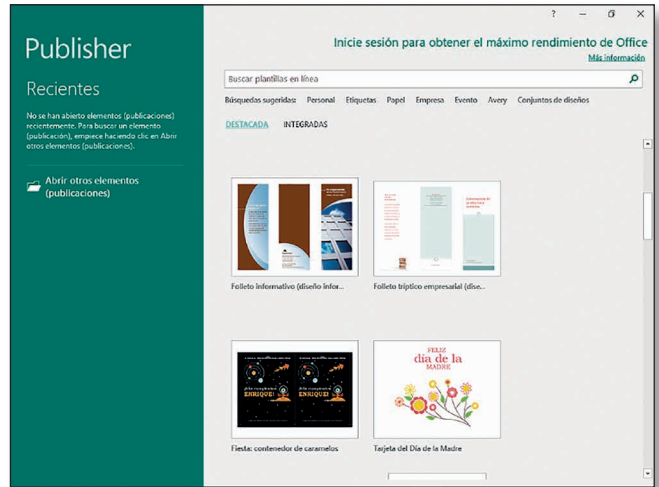 ?
Publisher
Inicie sesión para obtener el máximo rendimiento de Office
Más información
Recientes
Buscar plantillas en línea
Búsquedas sugeridas: Personal Etiquetas Papel Empresa Evento Avery Conjuntos de diseños
No se han abierto elementos (publicaciones)
recientemente. Para buscar un elemento
(publicación), empiece haciendo clic en Abrir
otros elementos (publicaciones).
DESTACADA INTEGRADAS
Abrir otros elementos
(publicaciones)
Folleto informativo (diseño infor...
Folleto tríptico empresarial (dise...
ENRIQUE!
ENRIQUE!
FELIZ
día de la
MADRE
Fiesta: contenedor de caramelos
Tarjeta del Día de la Madre